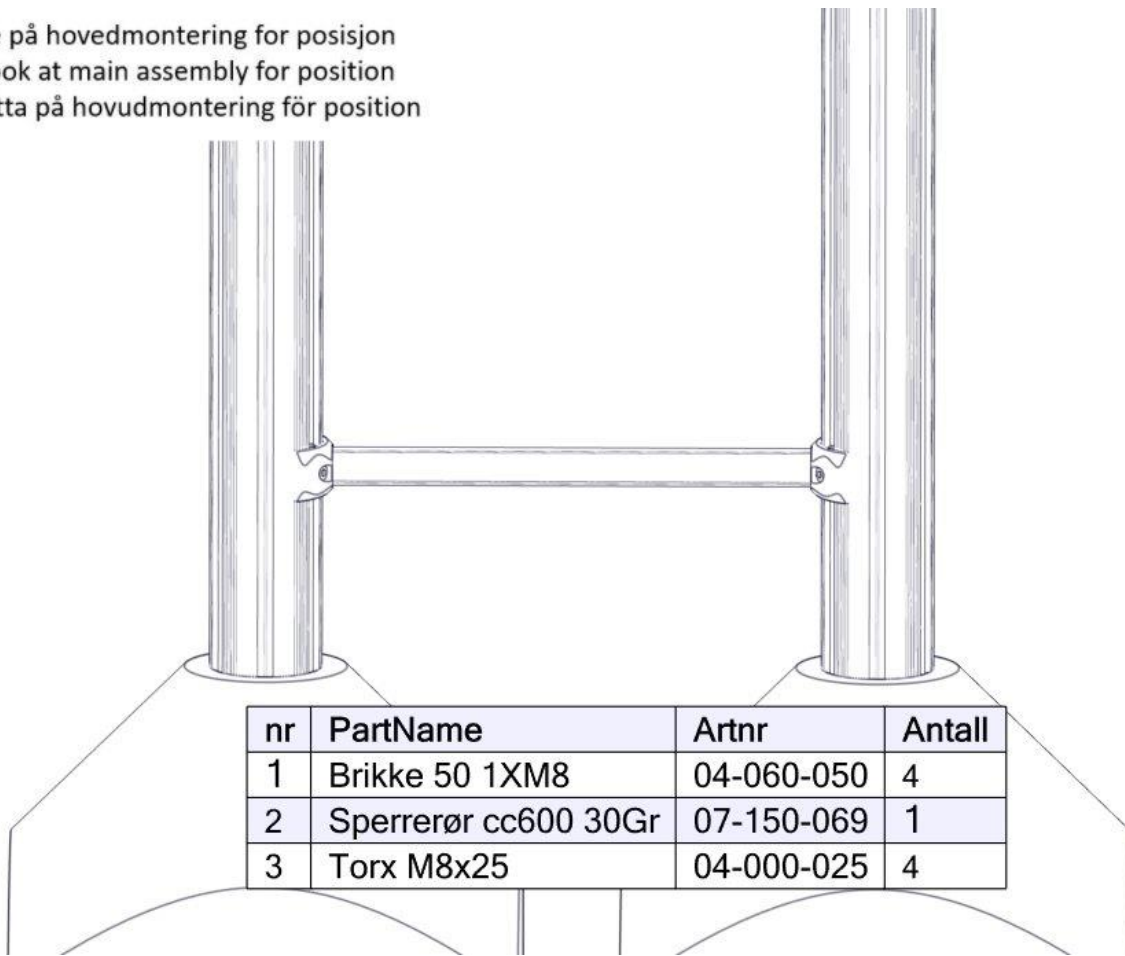 på hovedmontering for posisjon
at main assembly for position
på hovudmontering för position
nr PartName Artnr Antall
1 Brikke 50 1XM8 04-060-050 4
2 Sperrerør cc600 30Gr 07-150-069 1
3 Torx M8x25 04-000-025 4